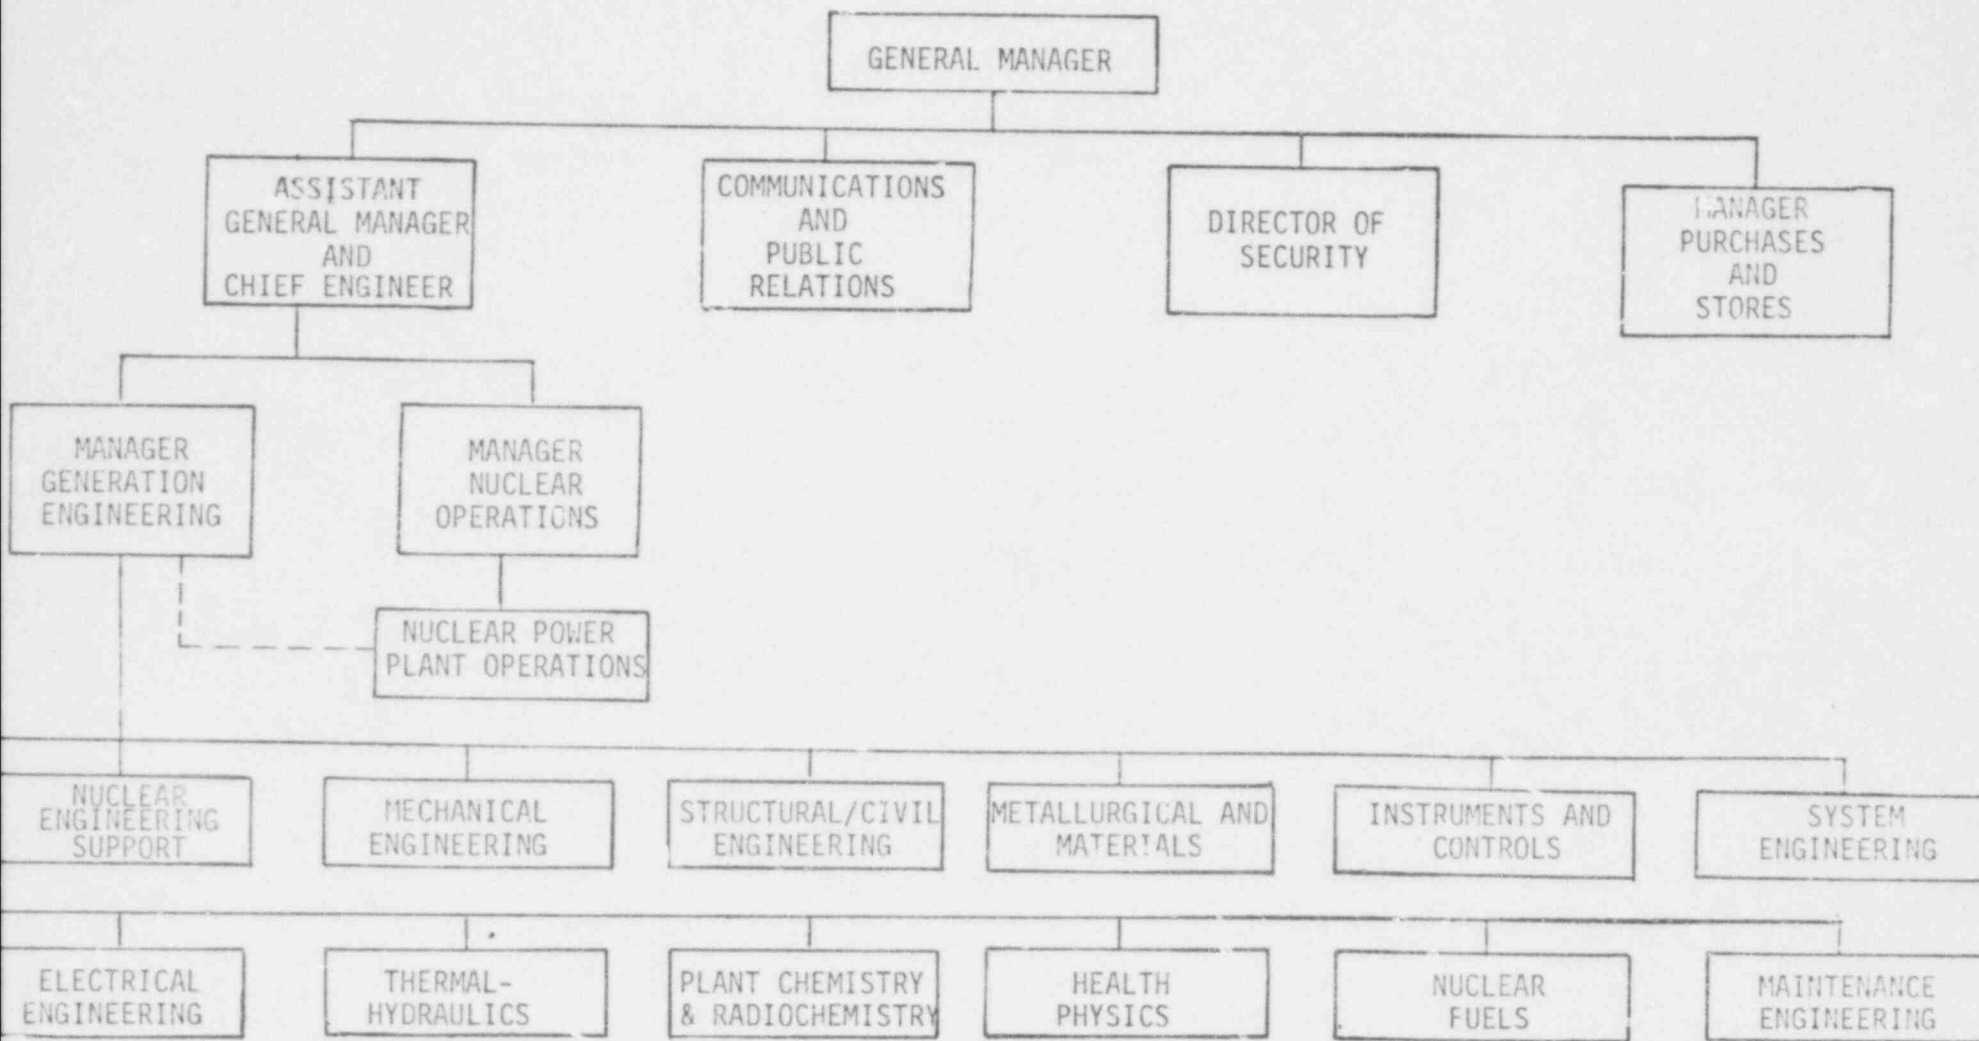 GENERAL MANAGER
ASSISTANT
GENERAL MANAGER
AND
CHIEF ENGINEER
COMMUNICATIONS
AND
PUBLIC
RELATIONS
DIRECTOR OF
SECURITY
MANAGER
PURCHASES
AND
STORES
MANAGER
GENERATION
ENGINEERING
MANAGER
NUCLEAR
OPERATIONS
NUCLEAR POWER
PLANT OPERATIONS
NUCLEAR
ENGINEERING
SUPPORT
MECHANICAL
ENGINEERING
STRUCTURAL/CIVIL
ENGINEERING
METALLURGICAL AND
MATERIALS
INSTRUMENTS AND
CONTROLS
SYSTEM
ENGINEERING
ELECTRICAL
ENGINEERING
THERMAL-
HYDRAULICS
PLANT CHEMISTRY
& RADIOCHEMISTRY
HEALTH
PHYSICS
NUCLEAR
FUELS
MAINTENANCE
ENGINEERING